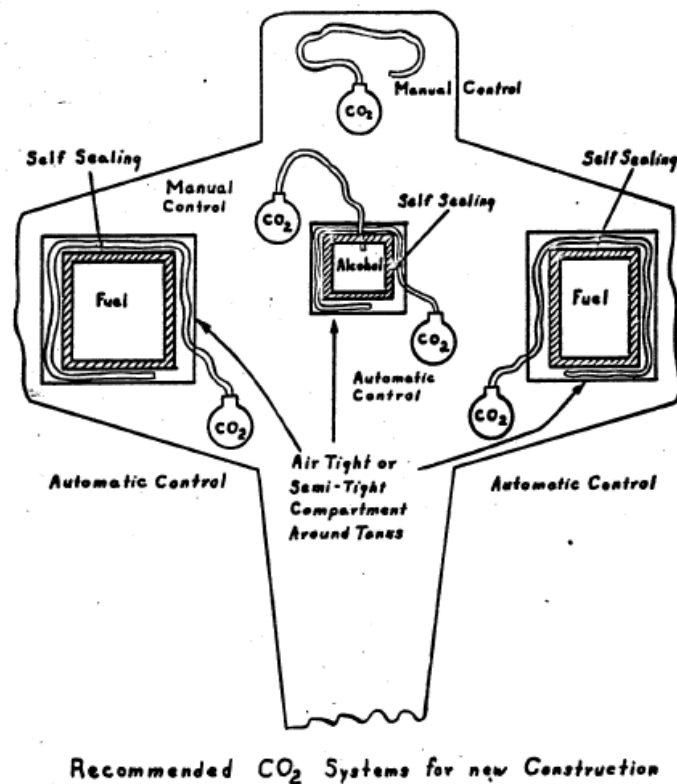 Manual Control
CO2
Self Sealing
Self Sealing
Manual
Control
Self Sealing
CO2
Alcohol
Fuel
Fuel
CO2
Automatic
Control
CO2
CO2
Automatic Control
Air Tight or
Semi-Tight
Compartment
Around Tanks
Automatic Control
Recommended CO2 Systems for new Construction